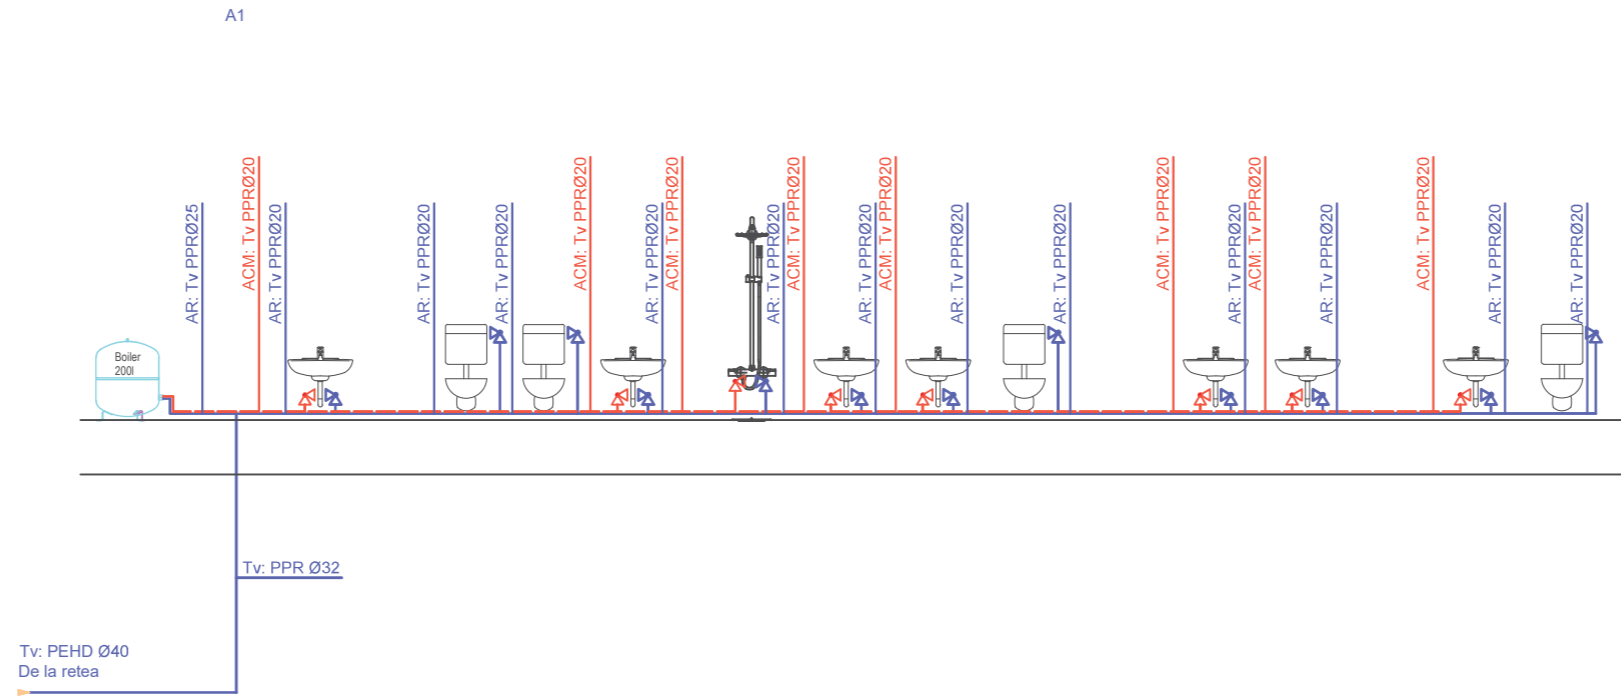 A1
AR: Tv PPRØ25
ACM: Tv PPRØ20
AR: Tv PPRØ20
AR: Tv PPRØ20
AR: Tv PPRØ20
ACM: Tv PPRØ20
AR: Tv PPRØ20
ACM: Tv PPRØ20
AR: Tv PPRØ20
ACM: Tv PPRØ20
AR: Tv PPRØ20
ACM: Tv PPRØ20
AR: Tv PPRØ20
AR: Tv PPRØ20
ACM: Tv PPRØ20
AR: Tv PPRØ20
ACM: Tv PPRØ20
AR: Tv PPRØ20
ACM: Tv PPRØ20
AR: Tv PPRØ20
AR: Tv PPRØ20
Boiler
200l
Tv: PPR Ø32
Tv: PEHD Ø40
De la retea